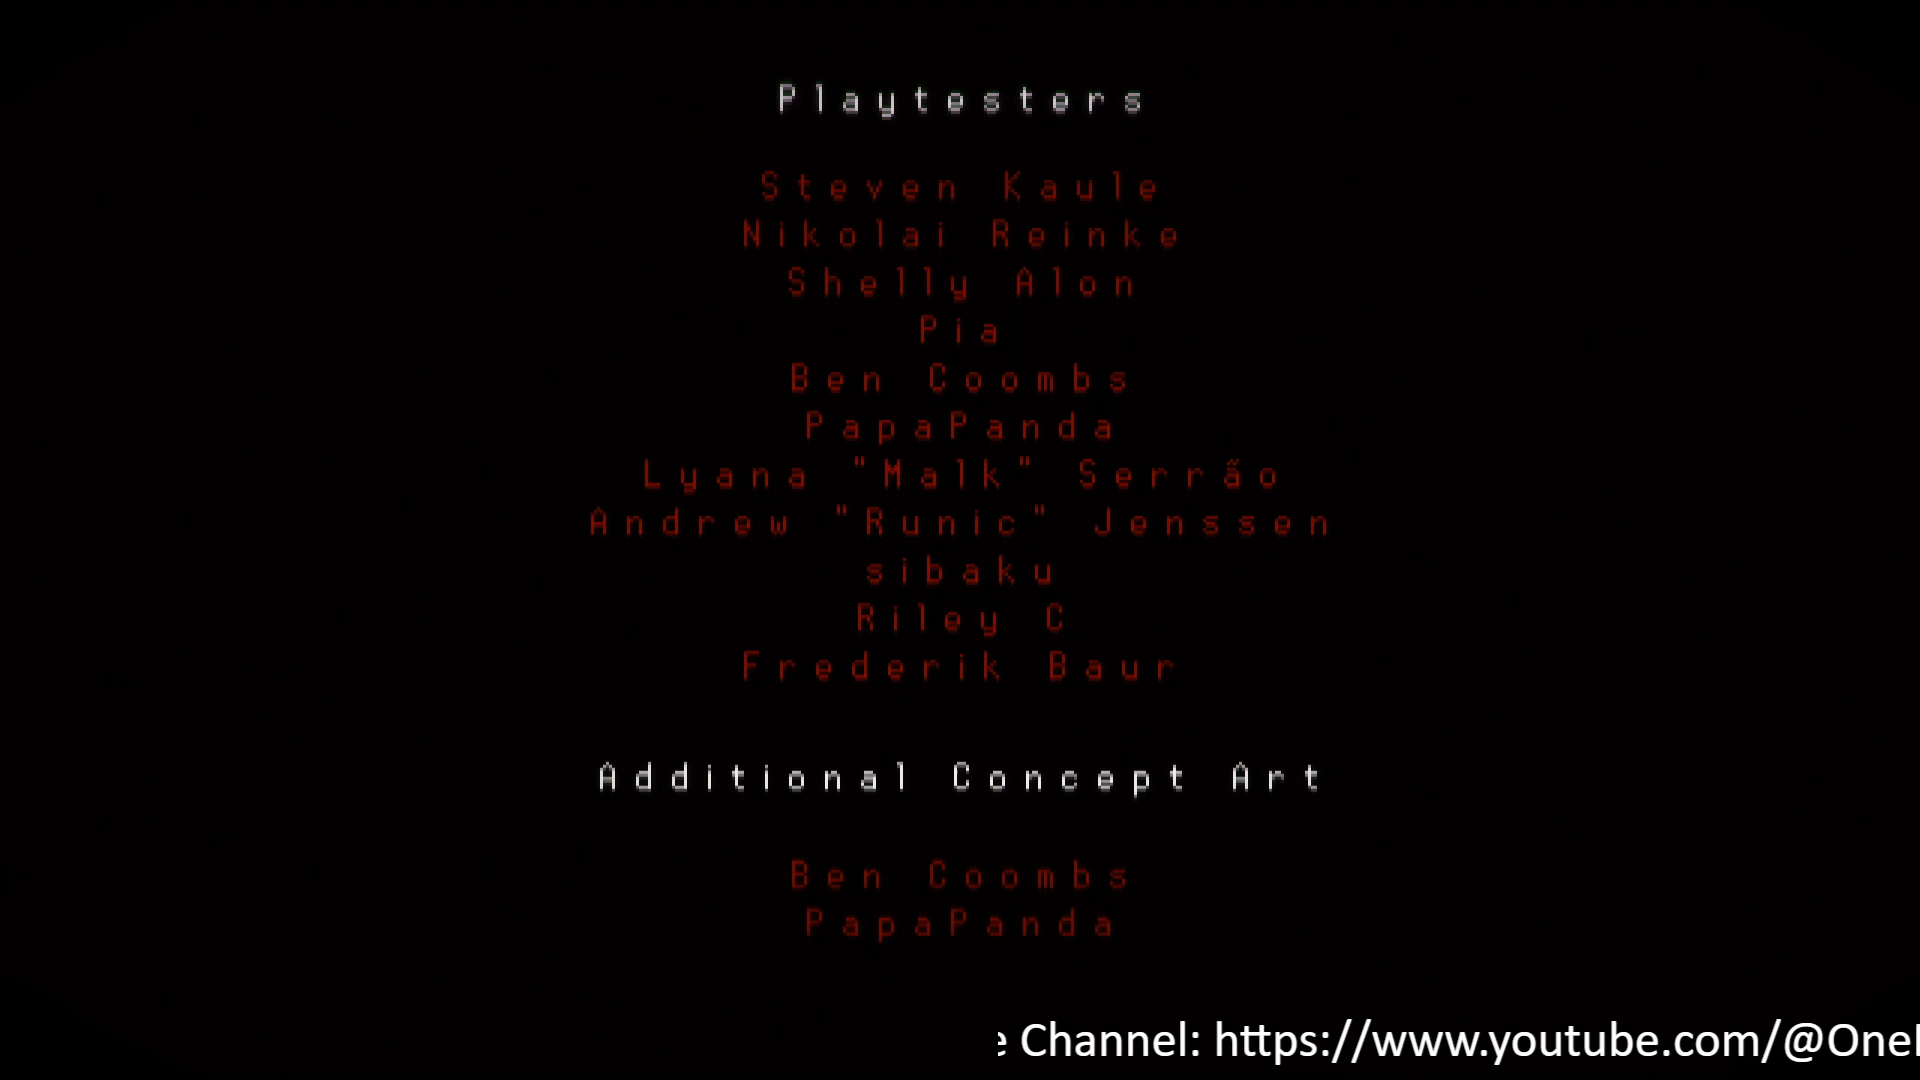 Playtesters
Steven Kaule
Nikolai Reinke
Shelly Alon
Pia
Ben Coombs
PapaPanda
Lyana "Malk" Serrão
Andrew "Runic" Jenssen
sibaku
Riley C
Frederik Baur
Additional Concept Art
Ben Coombs
PapaPanda
Channel: https://www.youtube.com/@One